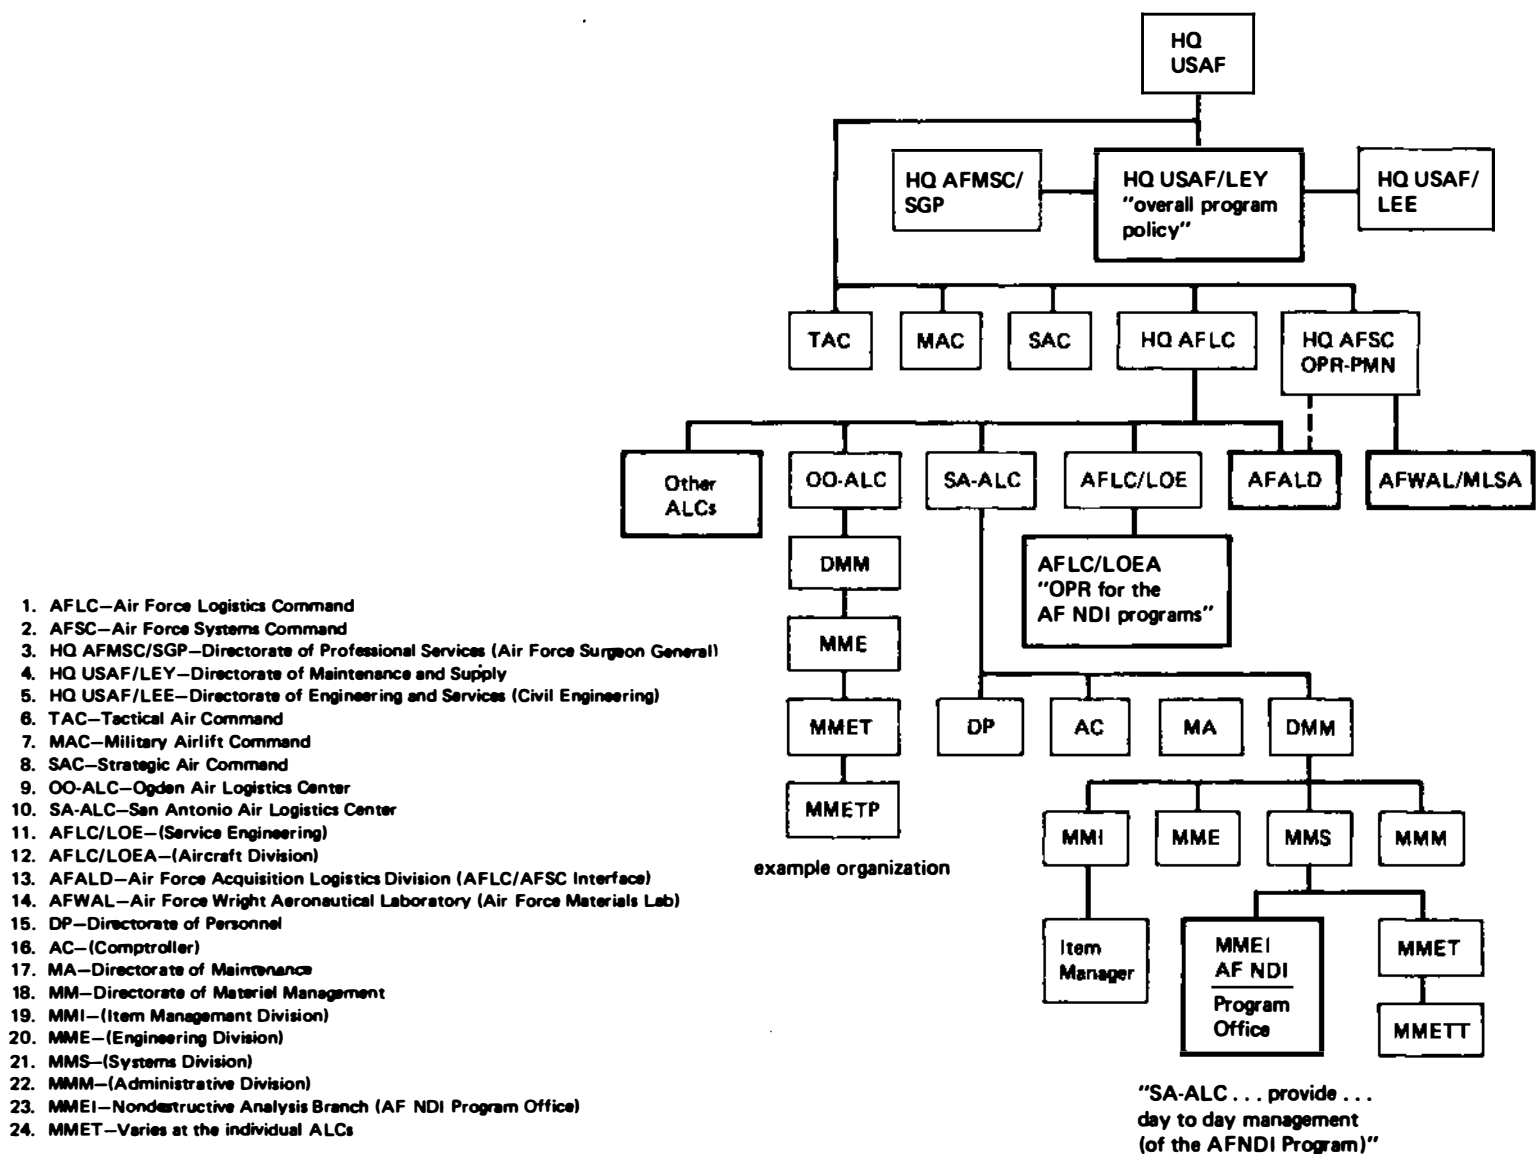 HQ
USAF
HQ AFMSC/
SGP
HQ USAF/LEY
"overall program
policy"
HQ USAF/
LEE
TAC
MAC
SAC
HQ AFLC
HQ AFSC
OPR-PMN
Other
ALCs
OO-ALC
SA-ALC
AFLC/LOE
AFALD
AFWAL/MLSA
DMM
AFLC/LOEA
"OPR for the
AF NDI programs"
MME
MMET
DP
AC
MA
DMM
MMETP
example organization
MMI
MME
MMS
MMM
Item
Manager
MMEI
AF NDI
Program
Office
MMET
MMETT
"SA-ALC . . . provide . . .
day to day management
(of the AFNDI Program)"
1. AFLC—Air Force Logistics Command
2. AFSC—Air Force Systems Command
3. HQ AFMSC/SGP—Directorate of Professional Services (Air Force Surgeon General)
4. HQ USAF/LEY—Directorate of Maintenance and Supply
5. HQ USAF/LEE—Directorate of Engineering and Services (Civil Engineering)
6. TAC—Tactical Air Command
7. MAC—Military Airlift Command
8. SAC—Strategic Air Command
9. OO-ALC—Ogden Air Logistics Center
10. SA-ALC—San Antonio Air Logistics Center
11. AFLC/LOE—(Service Engineering)
12. AFLC/LOEA—(Aircraft Division)
13. AFALD—Air Force Acquisition Logistics Division (AFLC/AFSC Interface)
14. AFWAL—Air Force Wright Aeronautical Laboratory (Air Force Materials Lab)
15. DP—Directorate of Personnel
16. AC—(Comptroller)
17. MA—Directorate of Maintenance
18. MM—Directorate of Materiel Management
19. MMI—(Item Management Division)
20. MME—(Engineering Division)
21. MMS—(Systems Division)
22. MMM—(Administrative Division)
23. MMEI—Nondestructive Analysis Branch (AF NDI Program Office)
24. MMET—Varies at the individual ALCs